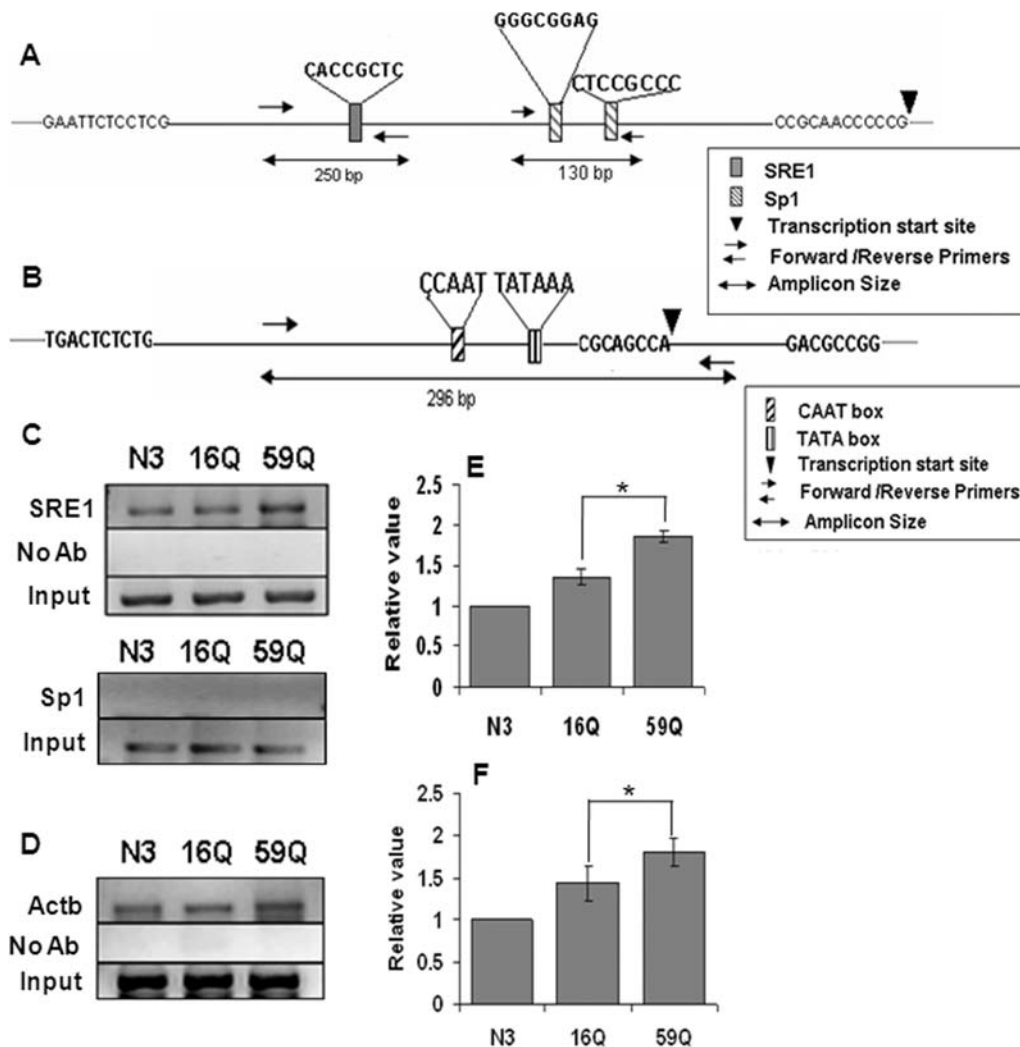 A
GGGCGGAG
CACCGCTC
CTCCGCCC
GAATTCTCCTCG
CCGCAACCCCCG
250 bp
130 bp
SRE1
Sp1
Transcription start site
Forward /Reverse Primers
Amplicon Size
B
CCAAT TATAAA
TGACTCTCTG
CGCAGCCA
GACGCCGG
296 bp
CAAT box
TATA box
Transcription start site
Forward /Reverse Primers
Amplicon Size
C
N3 16Q 59Q
SRE1
No Ab
Input
N3 16Q 59Q
Sp1
Input
D
N3 16Q 59Q
Actb
No Ab
Input
E
Relative value
2.5
2
1.5
1
0.5
0
*
N3 16Q 59Q
F
Relative value
2.5
2
1.5
1
0.5
0
*
N3 16Q 59Q